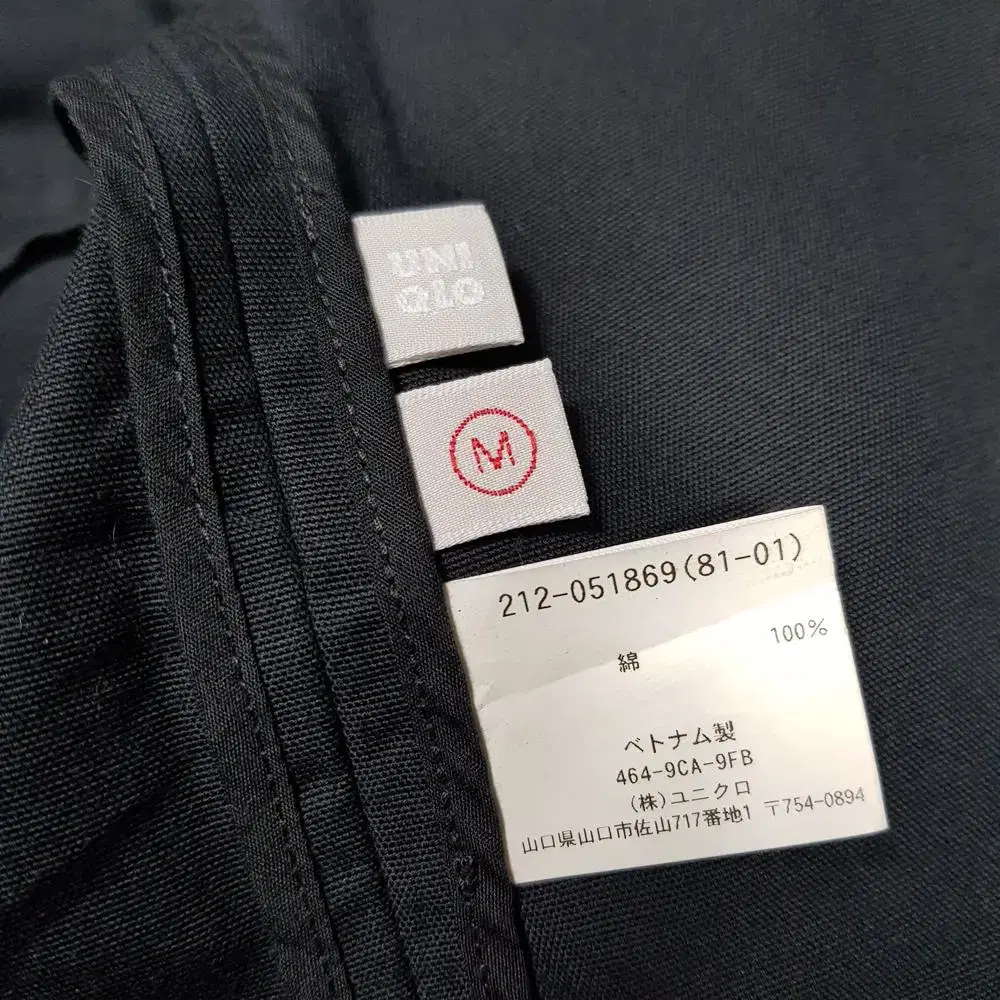 UNI
QLO
M
212-051869(81-01)
綿 100%
ベトナム製
464-9CA-9FB
(株)ユニクロ
山口県山口市佐山717番地1 〒754-0894